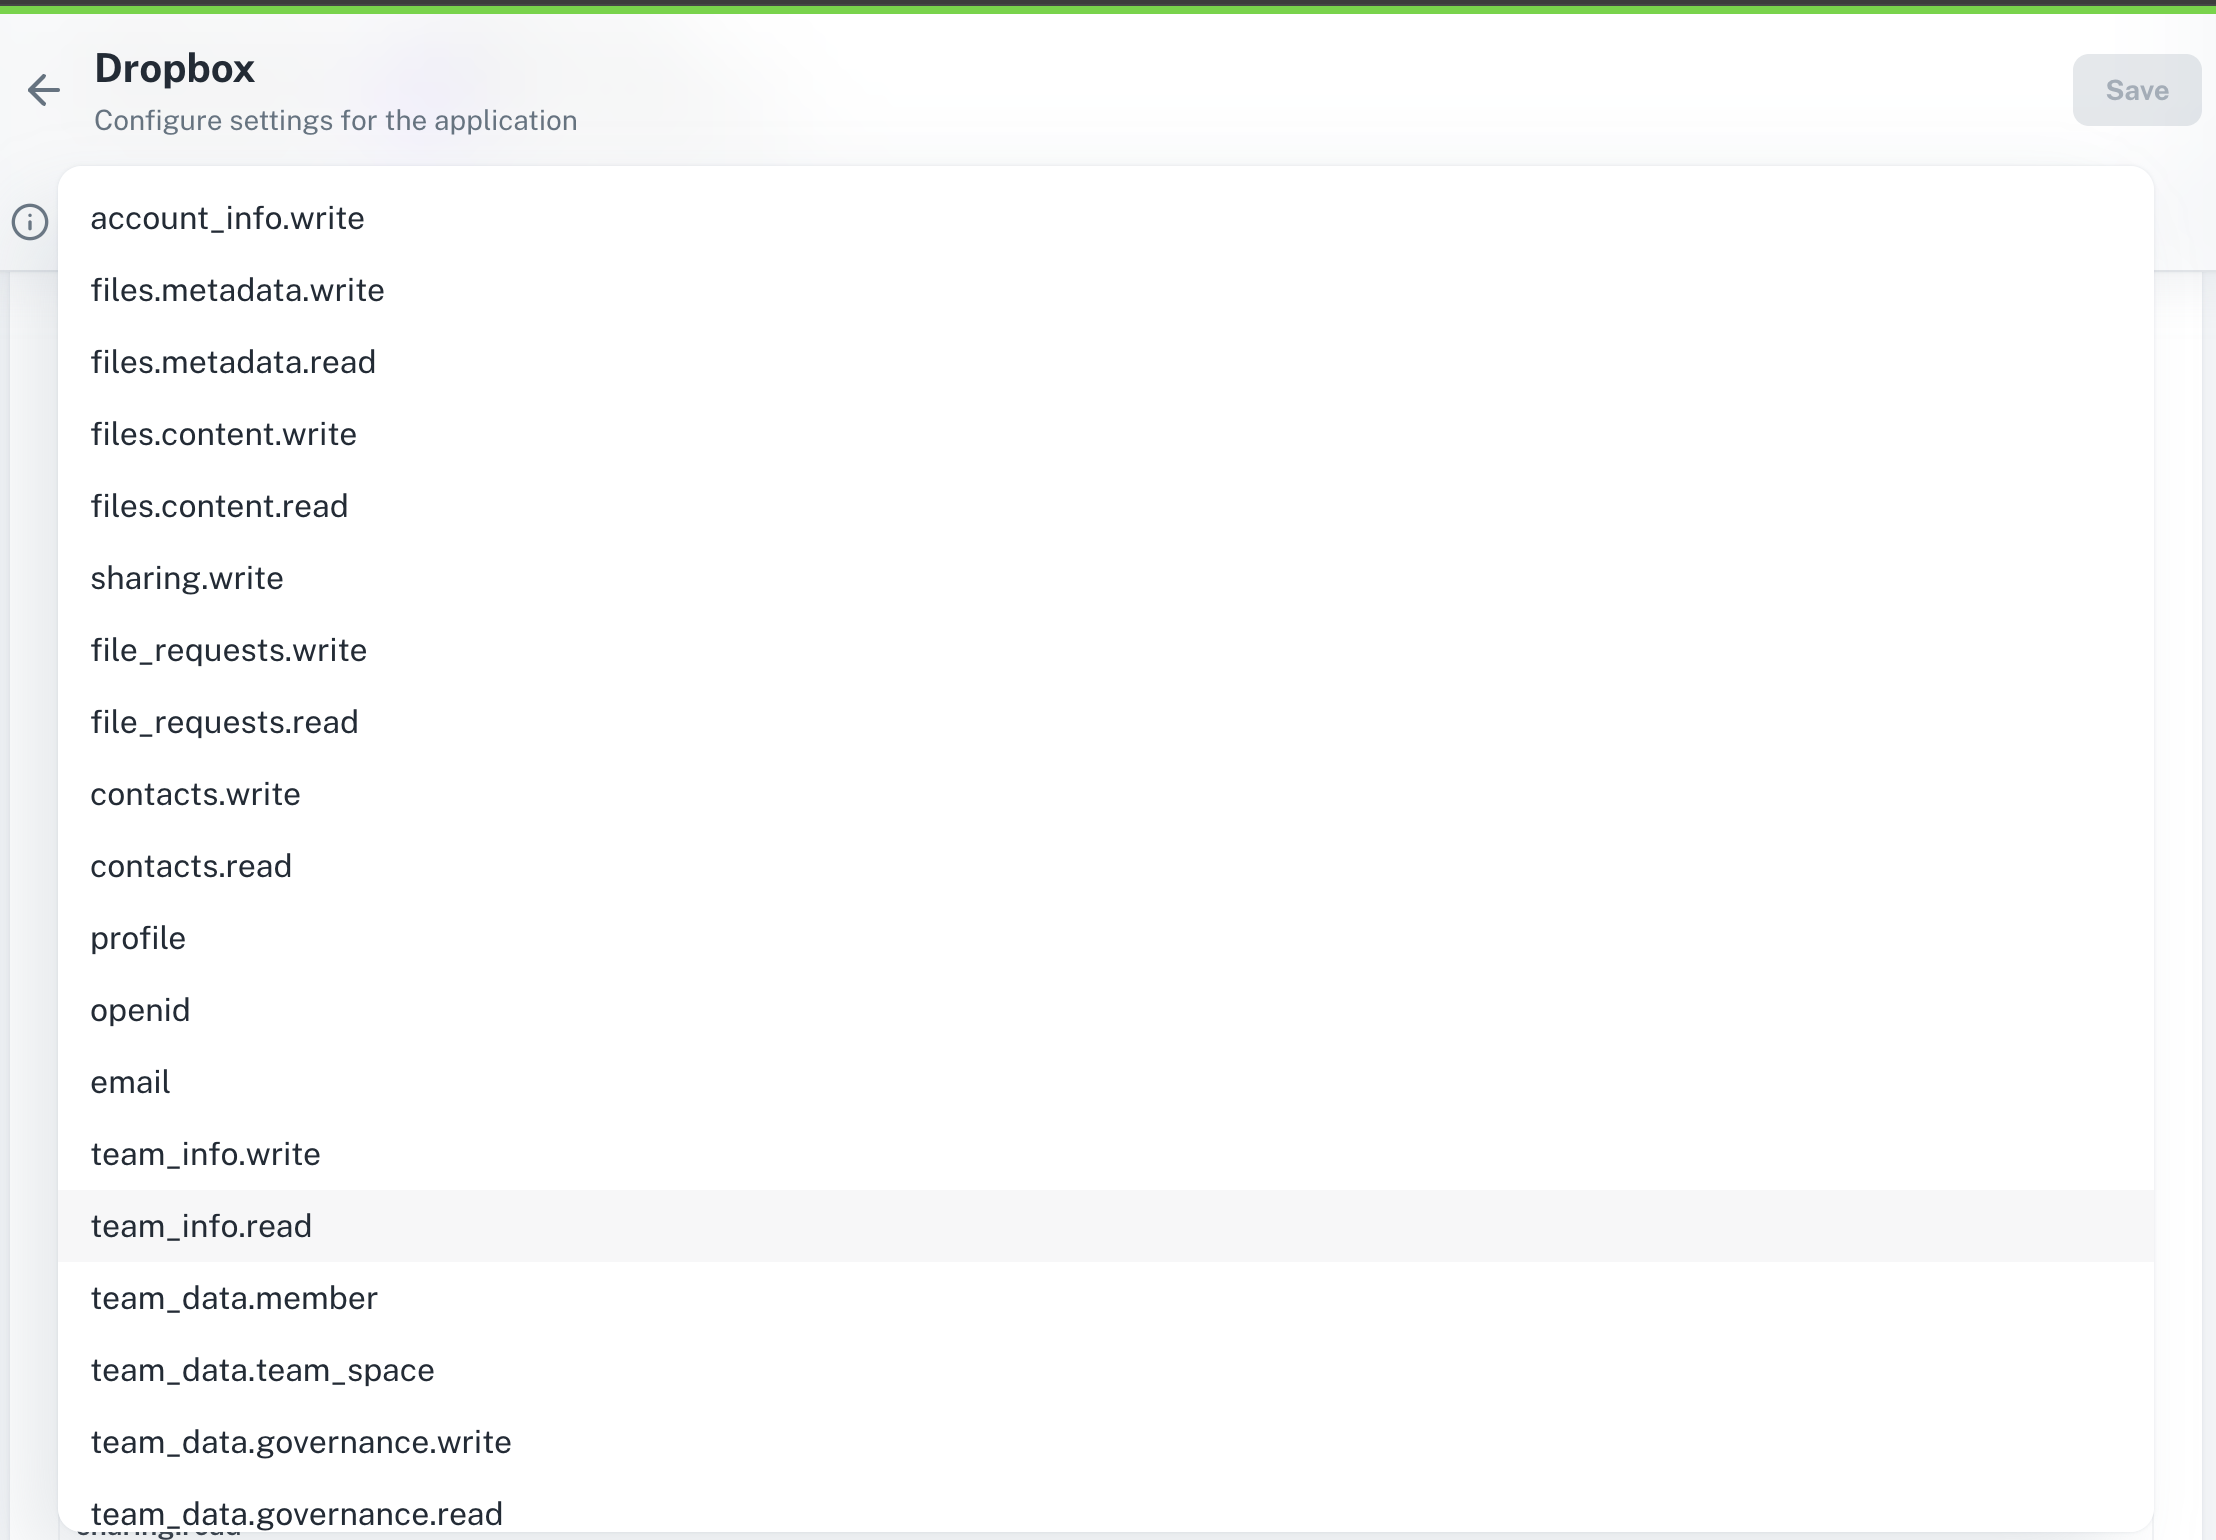 Dropbox
Configure settings for the application
Save
account_info.write
files.metadata.write
files.metadata.read
files.content.write
files.content.read
sharing.write
file_requests.write
file_requests.read
contacts.write
contacts.read
profile
openid
email
team_info.write
team_info.read
team_data.member
team_data.team_space
team_data.governance.write
team_data.governance.read
sharing.read